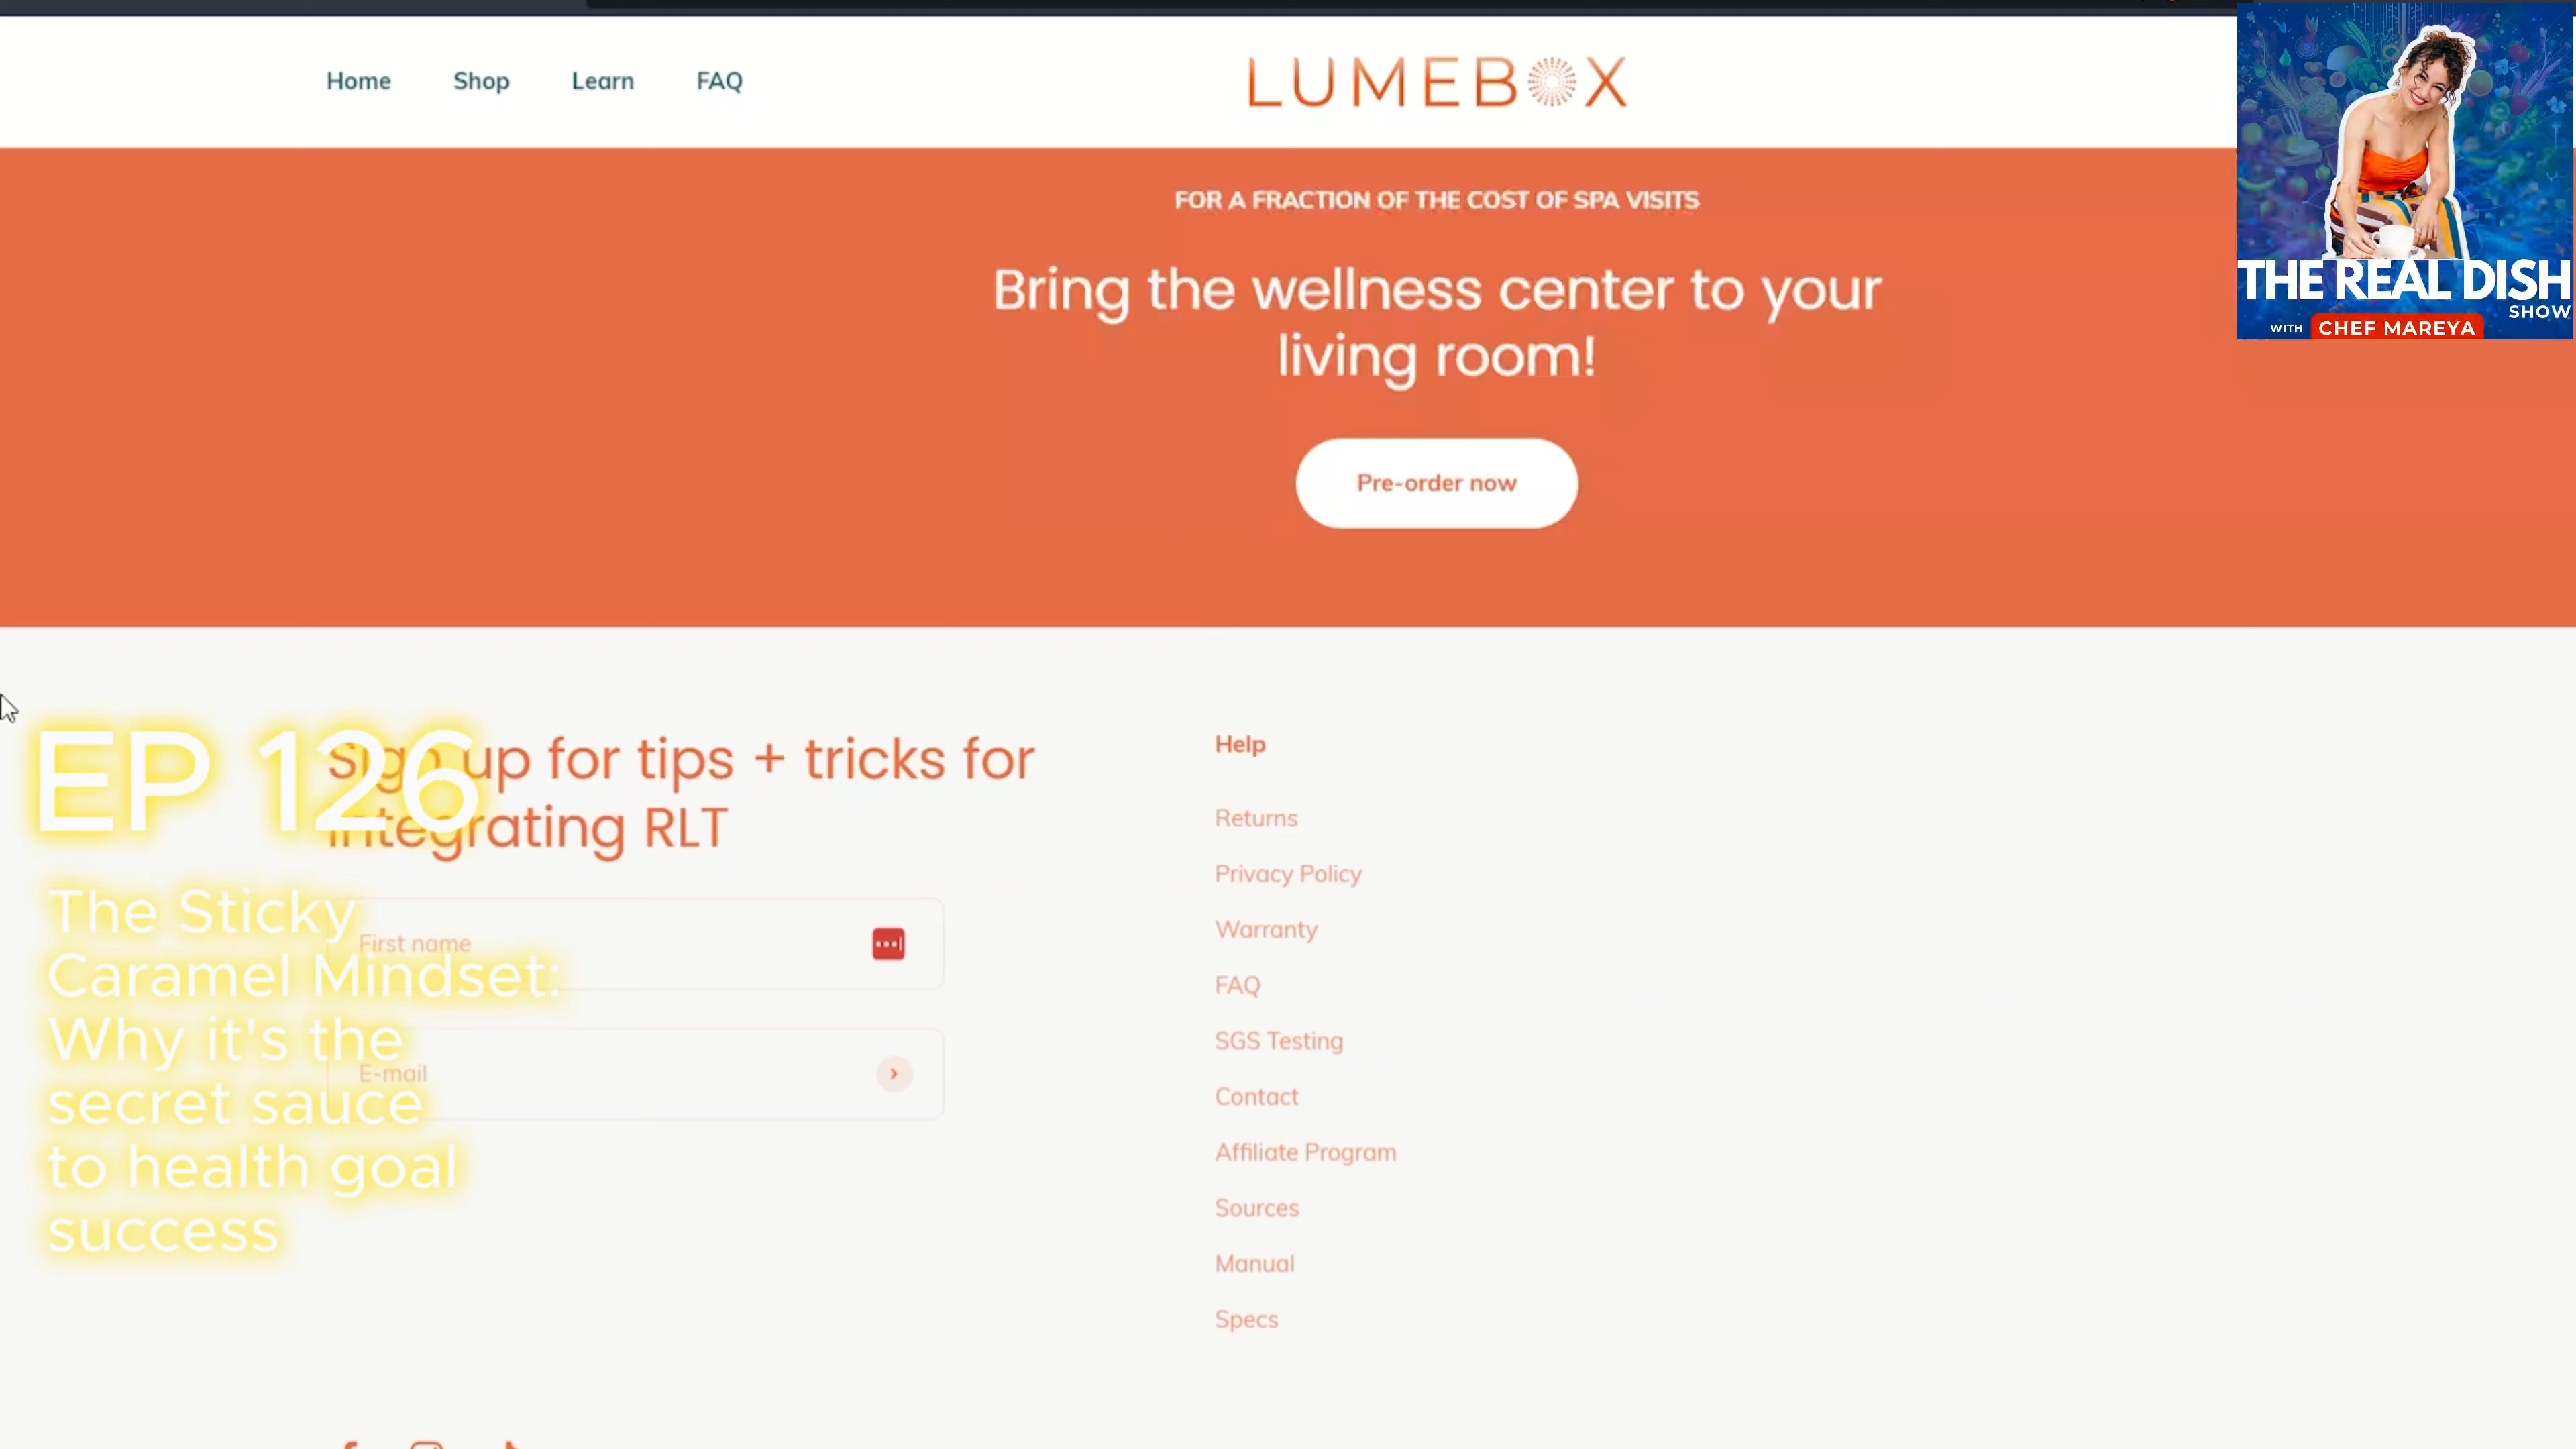 Home Shop Learn FAQ
LUMEBOX
FOR A FRACTION OF THE COST OF SPA VISITS
Bring the wellness center to your
living room!
Pre-order now
THE REAL DISH
SHOW
WITH CHEF MAREYA
EP 126
The Sticky
Caramel Mindset:
Why it's the
secret sauce
to health goal
success
Sign up for tips + tricks for
integrating RLT
First name
E-mail
Help
Returns
Privacy Policy
Warranty
FAQ
SGS Testing
Contact
Affiliate Program
Sources
Manual
Specs